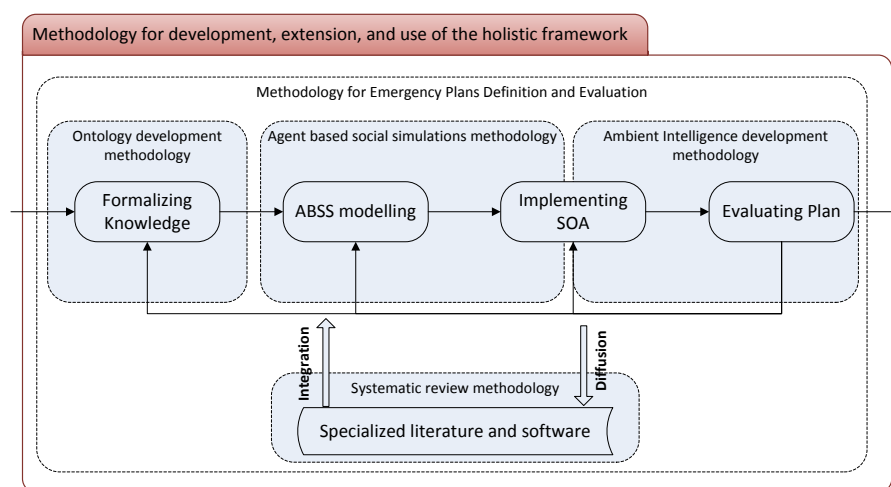 Methodology for development, extension, and use of the holistic framework
Methodology for Emergency Plans Definition and Evaluation
Ontology development
methodology
Agent based social simulations methodology
Ambient Intelligence development
methodology
Formalizing
Knowledge
ABSS modelling
Implementing
SOA
Evaluating Plan
Integration
Diffusion
Systematic review methodology
Specialized literature and software